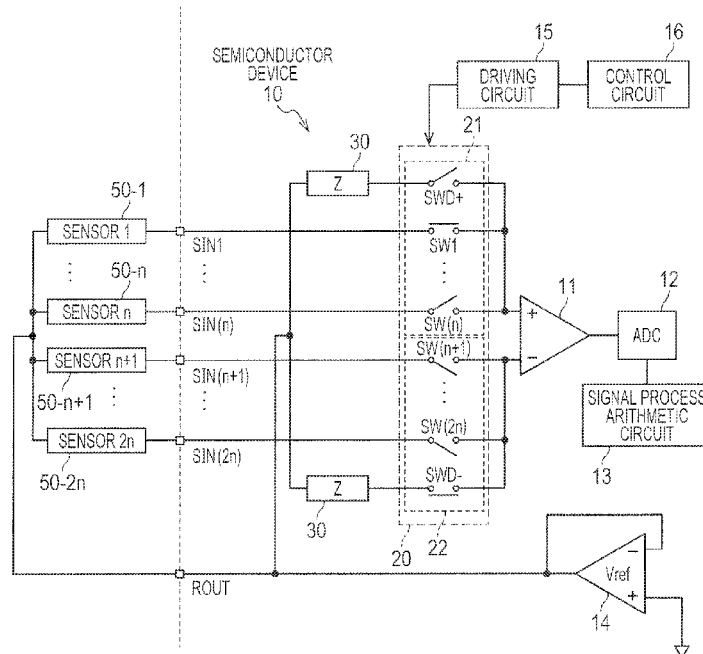 SEMICONDUCTOR
DEVICE
10
15
16
DRIVING
CIRCUIT
CONTROL
CIRCUIT
21
30
Z
SWD+
50-1
SENSOR 1
SIN1
SW1
⋮
⋮
⋮
50-n
SENSOR n
SIN(n)
SW(n)
11
12
+
−
ADC
SENSOR n+1
SIN(n+1)
SW(n+1)
50-n+1
⋮
⋮
⋮
SIGNAL PROCESS
ARITHMETIC
CIRCUIT
13
SENSOR 2n
SIN(2n)
SW(2n)
50-2n
Z
SWD-
30
20
22
ROUT
−
Vref
+
14